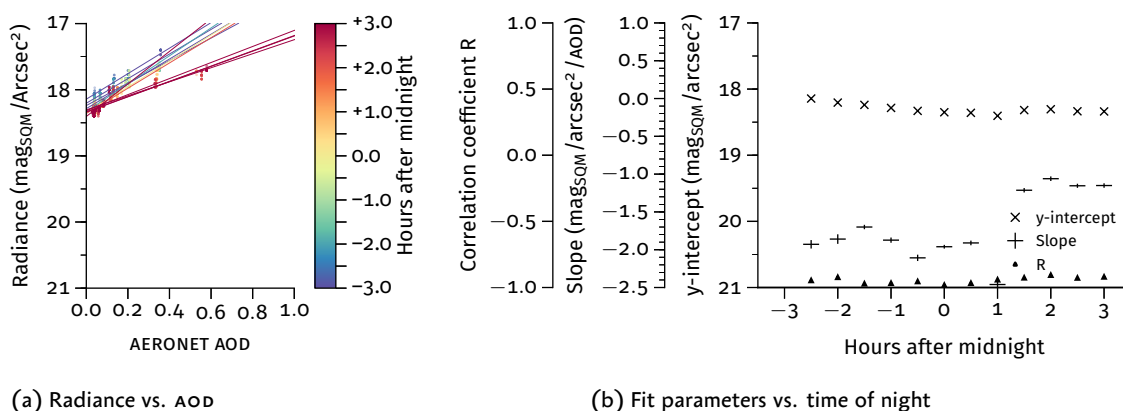 17
18
19
20
21
Radiance (magSQM/Arcsec²)
0.0 0.2 0.4 0.6 0.8 1.0
AERONET AOD
+3.0
+2.0
+1.0
0.0
−1.0
−2.0
−3.0
Hours after midnight
1.0
0.5
0.0
−0.5
−1.0
Correlation coefficient R
1.0
0.5
0.0
−0.5
−1.0
−1.5
−2.0
−2.5
Slope (magSQM/arcsec²/AOD)
17
18
19
20
21
y-intercept (magSQM/arcsec²)
y-intercept
Slope
R
−3 −2 −1 0 1 2 3
Hours after midnight
(a) Radiance vs. AOD
(b) Fit parameters vs. time of night